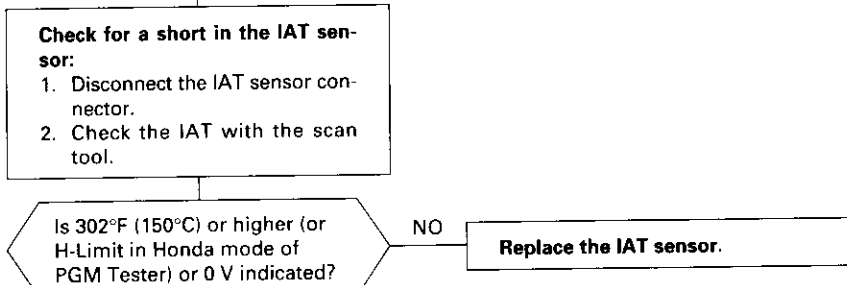 Check for a short in the IAT sen-
sor:
1. Disconnect the IAT sensor con-
nector.
2. Check the IAT with the scan
tool.
Is 302°F (150°C) or higher (or
H-Limit in Honda mode of
PGM Tester) or 0 V indicated?
NO
Replace the IAT sensor.